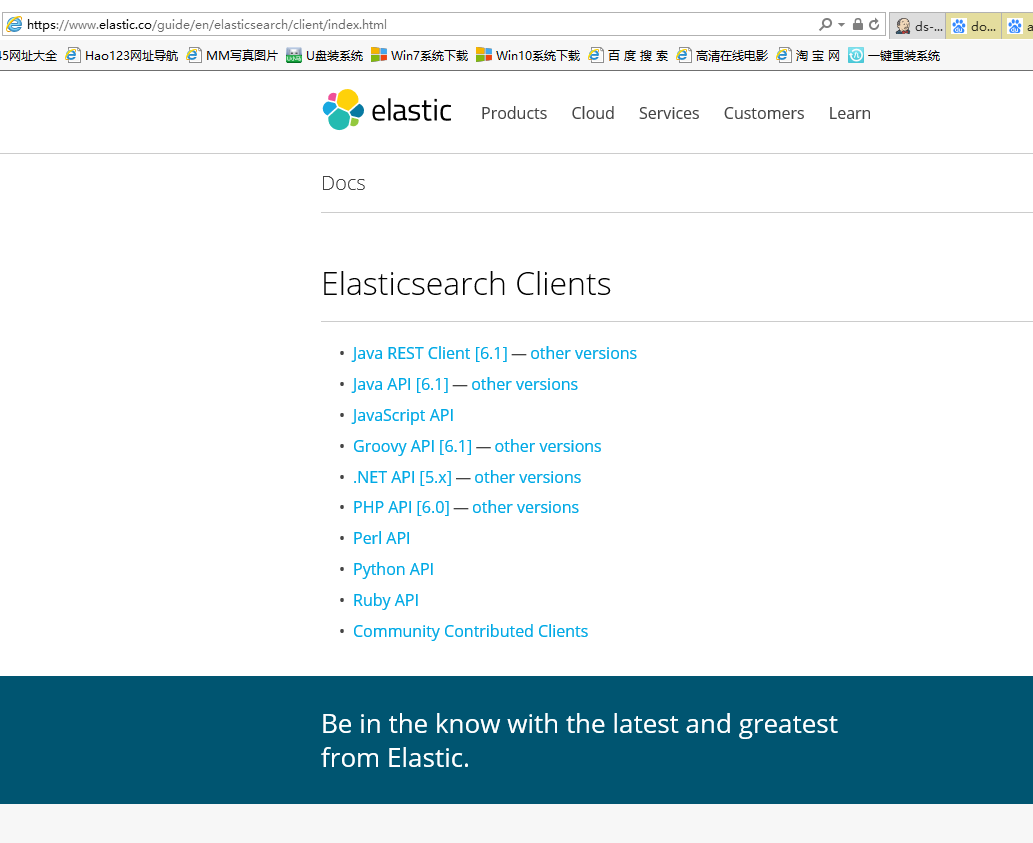 https://www.elastic.co/guide/en/elasticsearch/client/index.html
ds-...
do...
网址大全 Hao123网址导航 MM写真图片 U盘装系统 Win7系统下载 Win10系统下载 百 度 搜 索 高清在线电影 淘 宝 网 一键重装系统
elastic Products Cloud Services Customers Learn
Docs
Elasticsearch Clients
• Java REST Client [6.1] — other versions
• Java API [6.1] — other versions
• JavaScript API
• Groovy API [6.1] — other versions
• .NET API [5.x] — other versions
• PHP API [6.0] — other versions
• Perl API
• Python API
• Ruby API
• Community Contributed Clients
Be in the know with the latest and greatest
from Elastic.